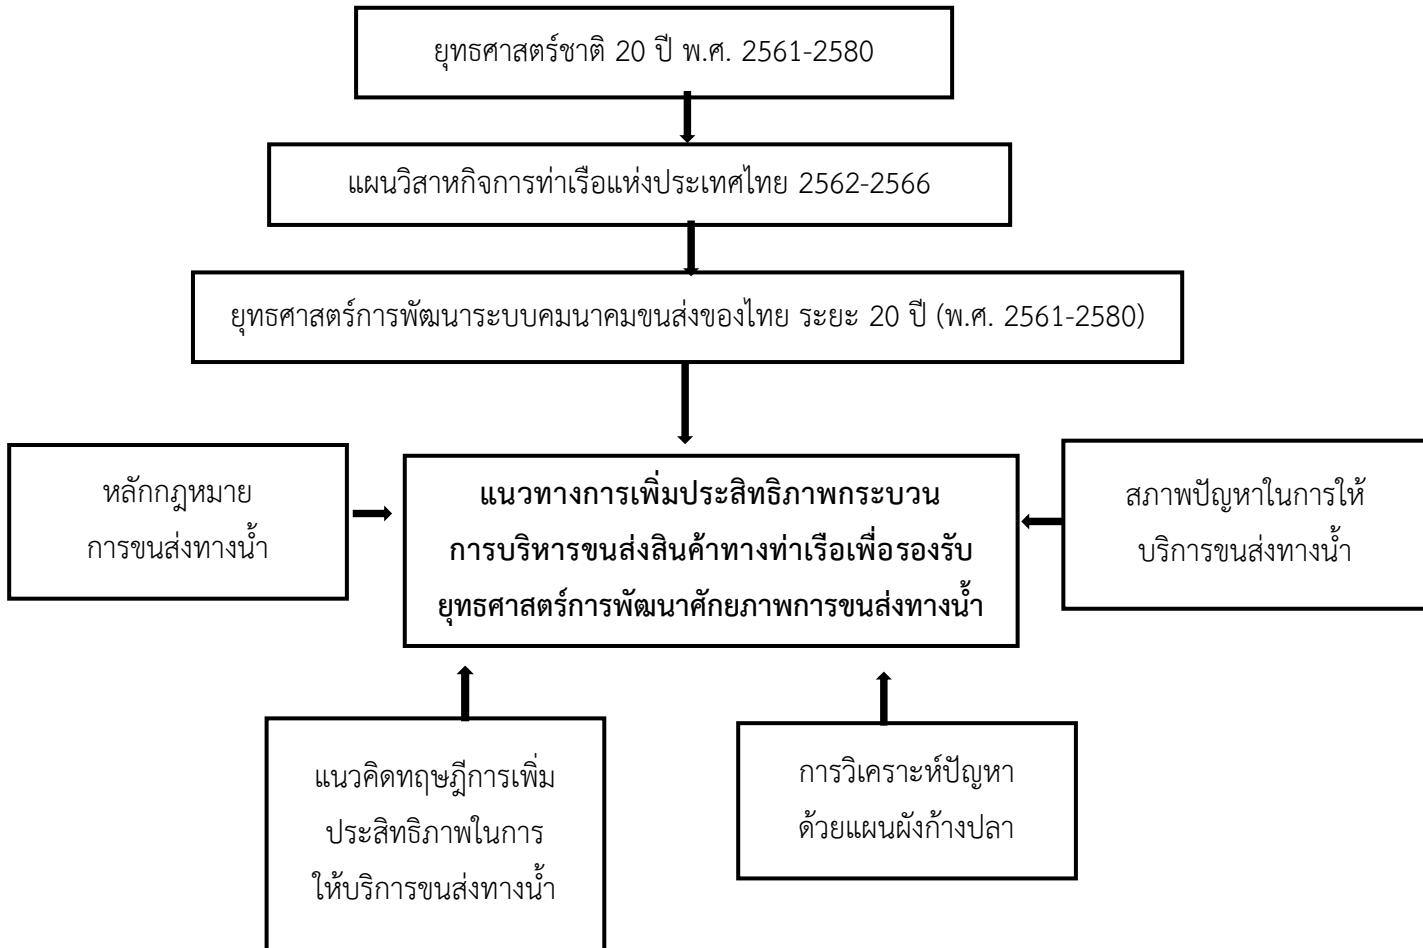 ยุทธศาสตร์ชาติ 20 ปี พ.ศ. 2561-2580
แผนวิสาหกิจการท่าเรือแห่งประเทศไทย 2562-2566
ยุทธศาสตร์การพัฒนาระบบคมนาคมขนส่งของไทย ระยะ 20 ปี (พ.ศ. 2561-2580)
หลักกฎหมาย
การขนส่งทางน้ำ
แนวทางการเพิ่มประสิทธิภาพกระบวน
การบริหารขนส่งสินค้าทางท่าเรือเพื่อรองรับ
ยุทธศาสตร์การพัฒนาศักยภาพการขนส่งทางน้ำ
สภาพปัญหาในการให้
บริการขนส่งทางน้ำ
แนวคิดทฤษฎีการเพิ่ม
ประสิทธิภาพในการ
ให้บริการขนส่งทางน้ำ
การวิเคราะห์ปัญหา
ด้วยแผนผังก้างปลา